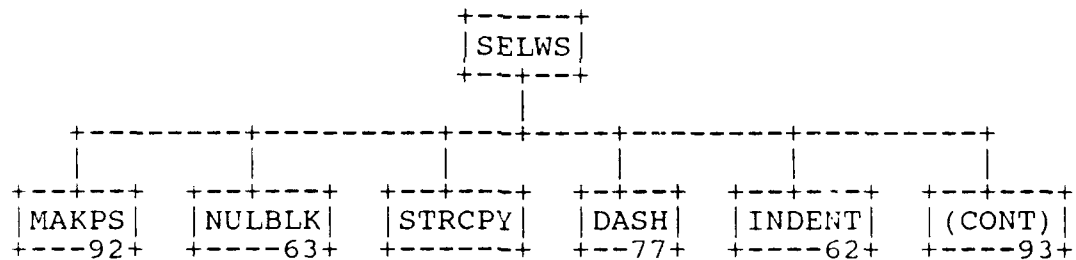 SELWS
MAKPS NULBLK STRCPY DASH INDENT (CONT)
92 63 77 62 93